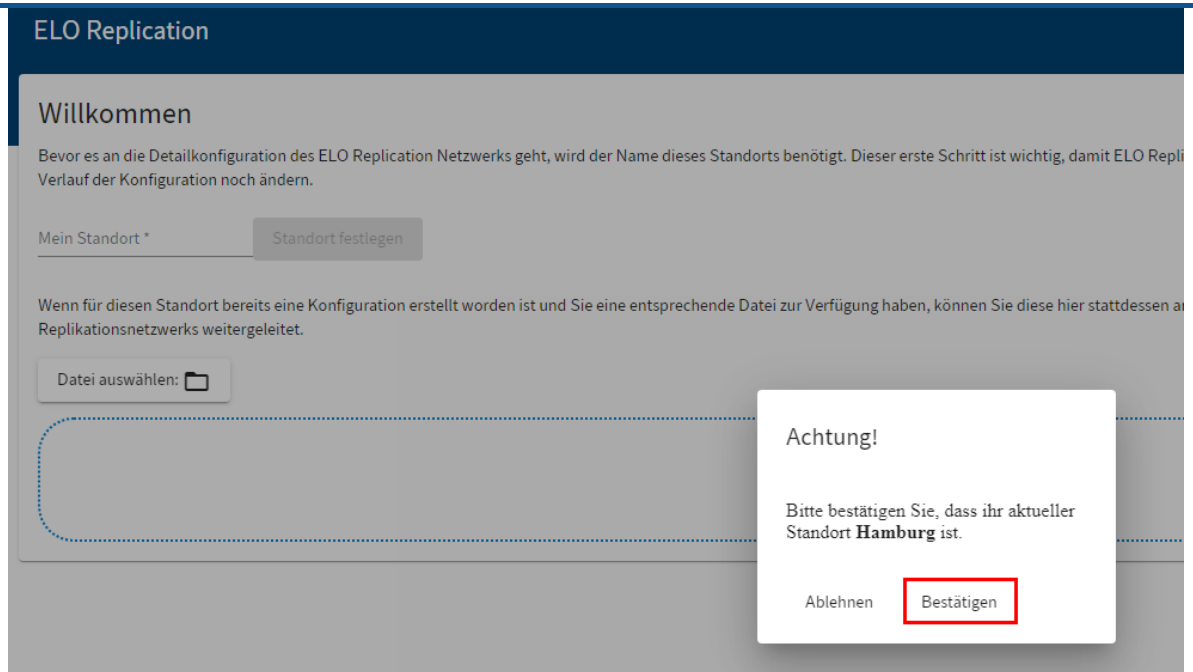 ELO Replication
Willkommen
Bevor es an die Detailkonfiguration des ELO Replication Netzwerks geht, wird der Name dieses Standorts benötigt. Dieser erste Schritt ist wichtig, damit ELO Repli
Verlauf der Konfiguration noch ändern.
Mein Standort *
Standort festlegen
Wenn für diesen Standort bereits eine Konfiguration erstellt worden ist und Sie eine entsprechende Datei zur Verfügung haben, können Sie diese hier stattdessen a
Replikationsnetzwerks weitergeleitet.
Datei auswählen:
Achtung!
Bitte bestätigen Sie, dass ihr aktueller
Standort Hamburg ist.
Ablehnen
Bestätigen